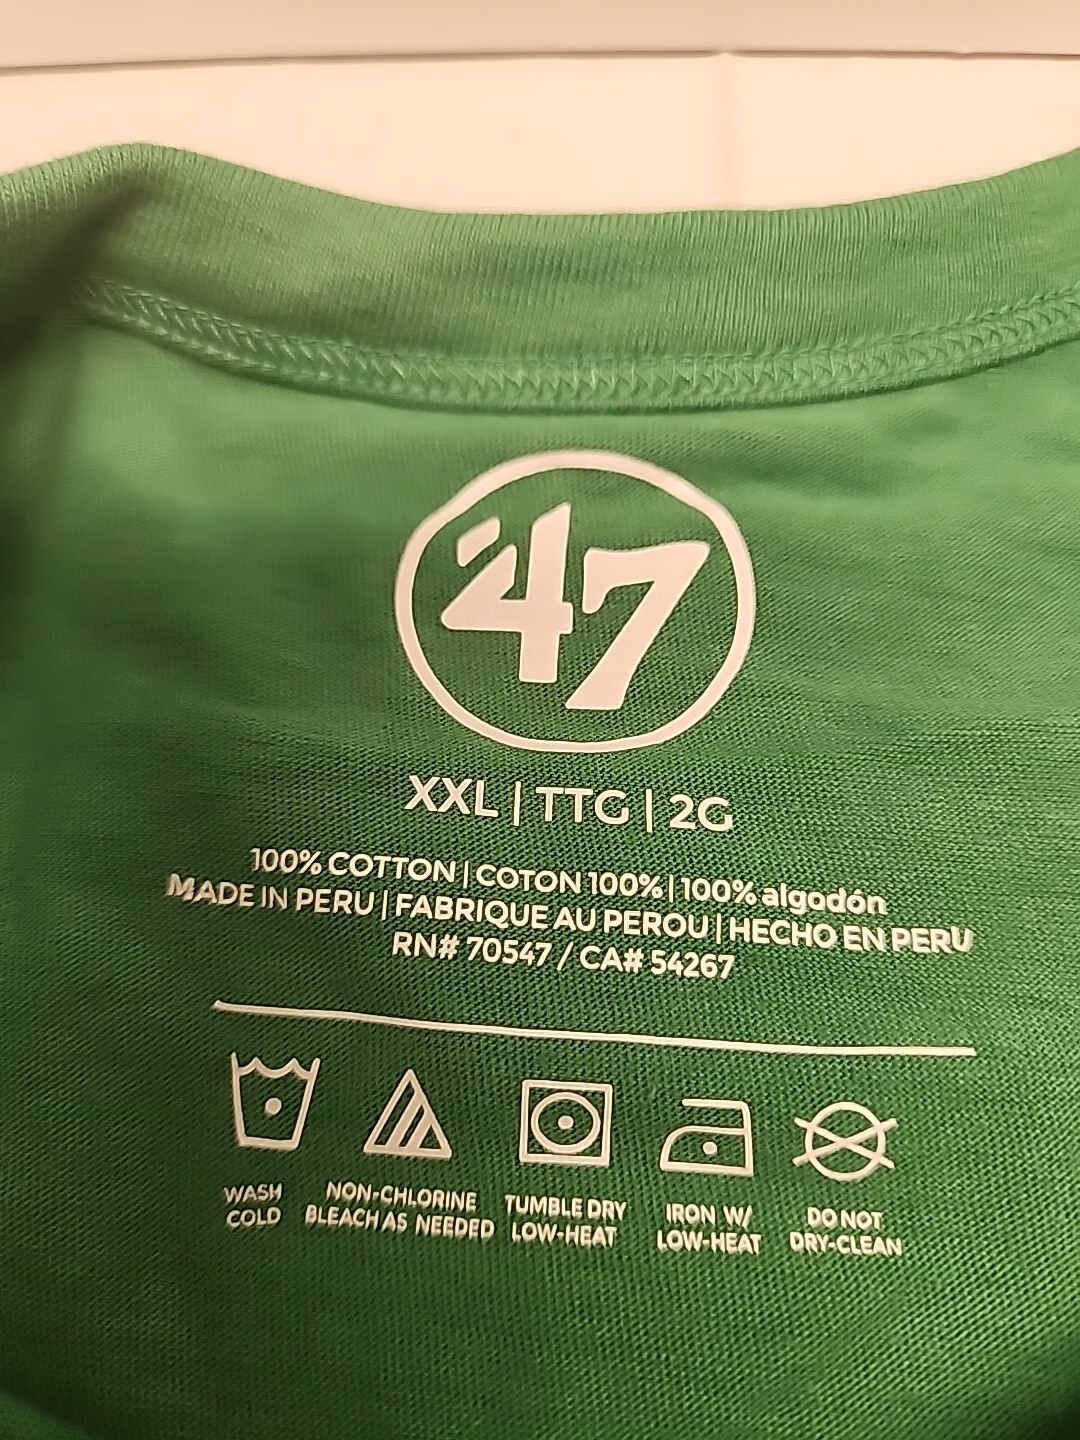 '47
XXL | TTG | 2G
100% COTTON | COTON 100% | 100% algodón
MADE IN PERU | FABRIQUE AU PEROU | HECHO EN PERU
RN# 70547 / CA# 54267
WASH COLD
NON-CHLORINE BLEACH AS NEEDED
TUMBLE DRY LOW-HEAT
IRON W/ LOW-HEAT
DO NOT DRY-CLEAN